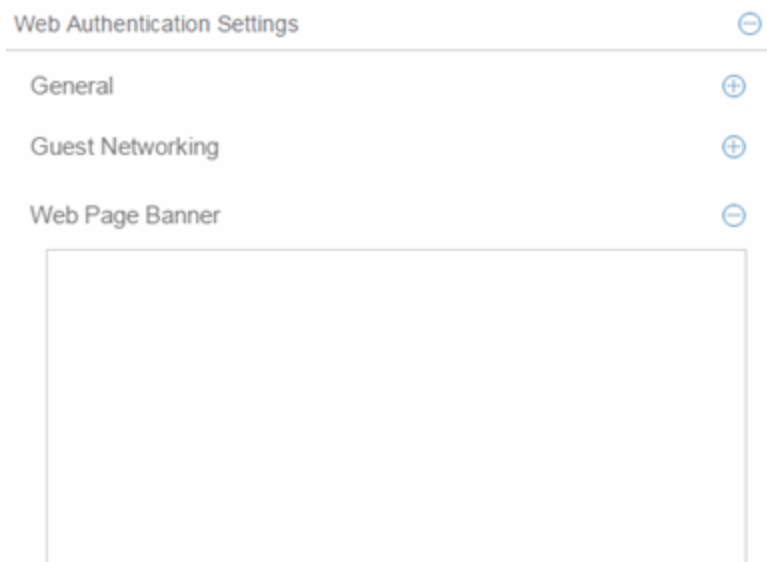 Web Authentication Settings
General
Guest Networking
Web Page Banner